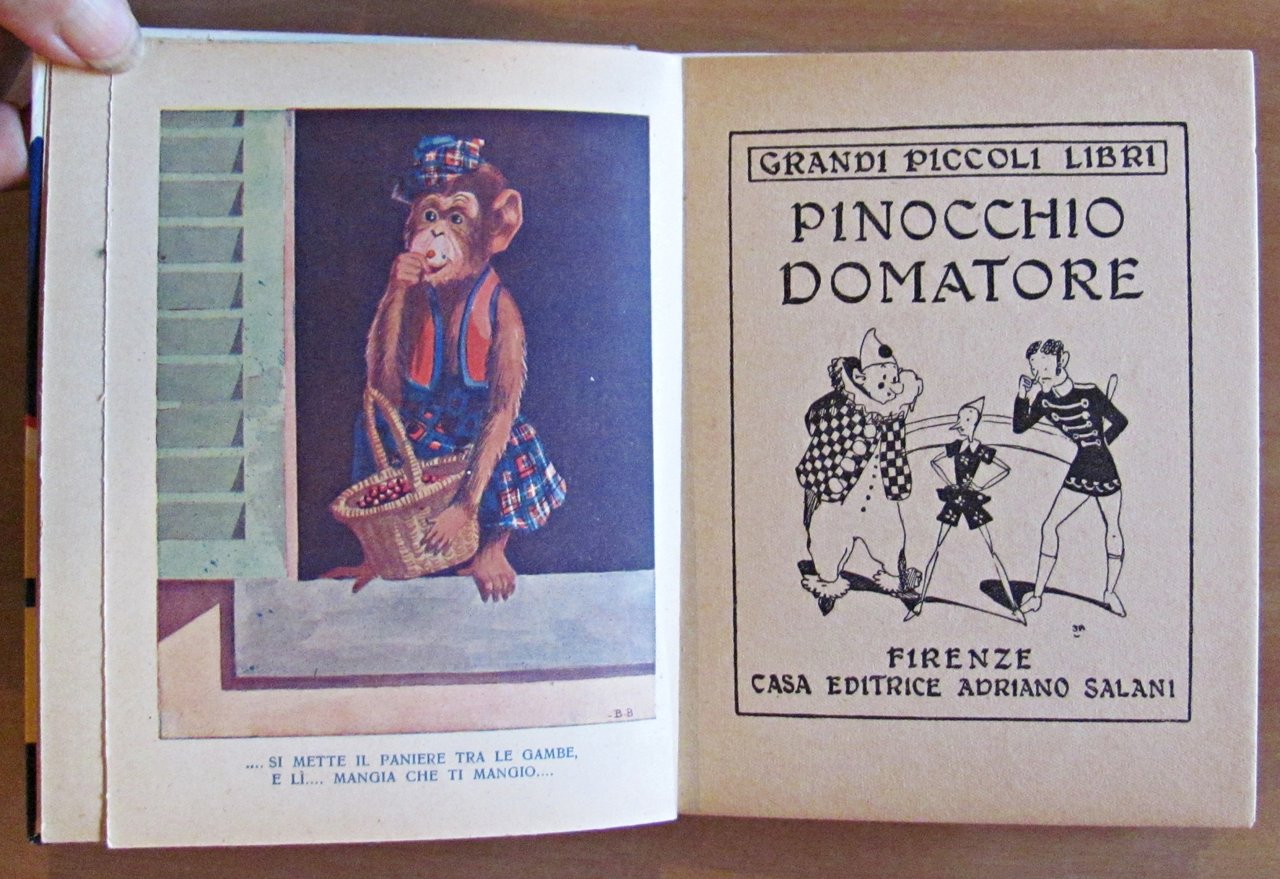 .... SI METTE IL PANIERE TRA LE GAMBE,
E LÌ.... MANGIA CHE TI MANGIO....
-B-B
GRANDI PICCOLI LIBRI
PINOCCHIO
DOMATORE
FIRENZE
CASA EDITRICE ADRIANO SALANI